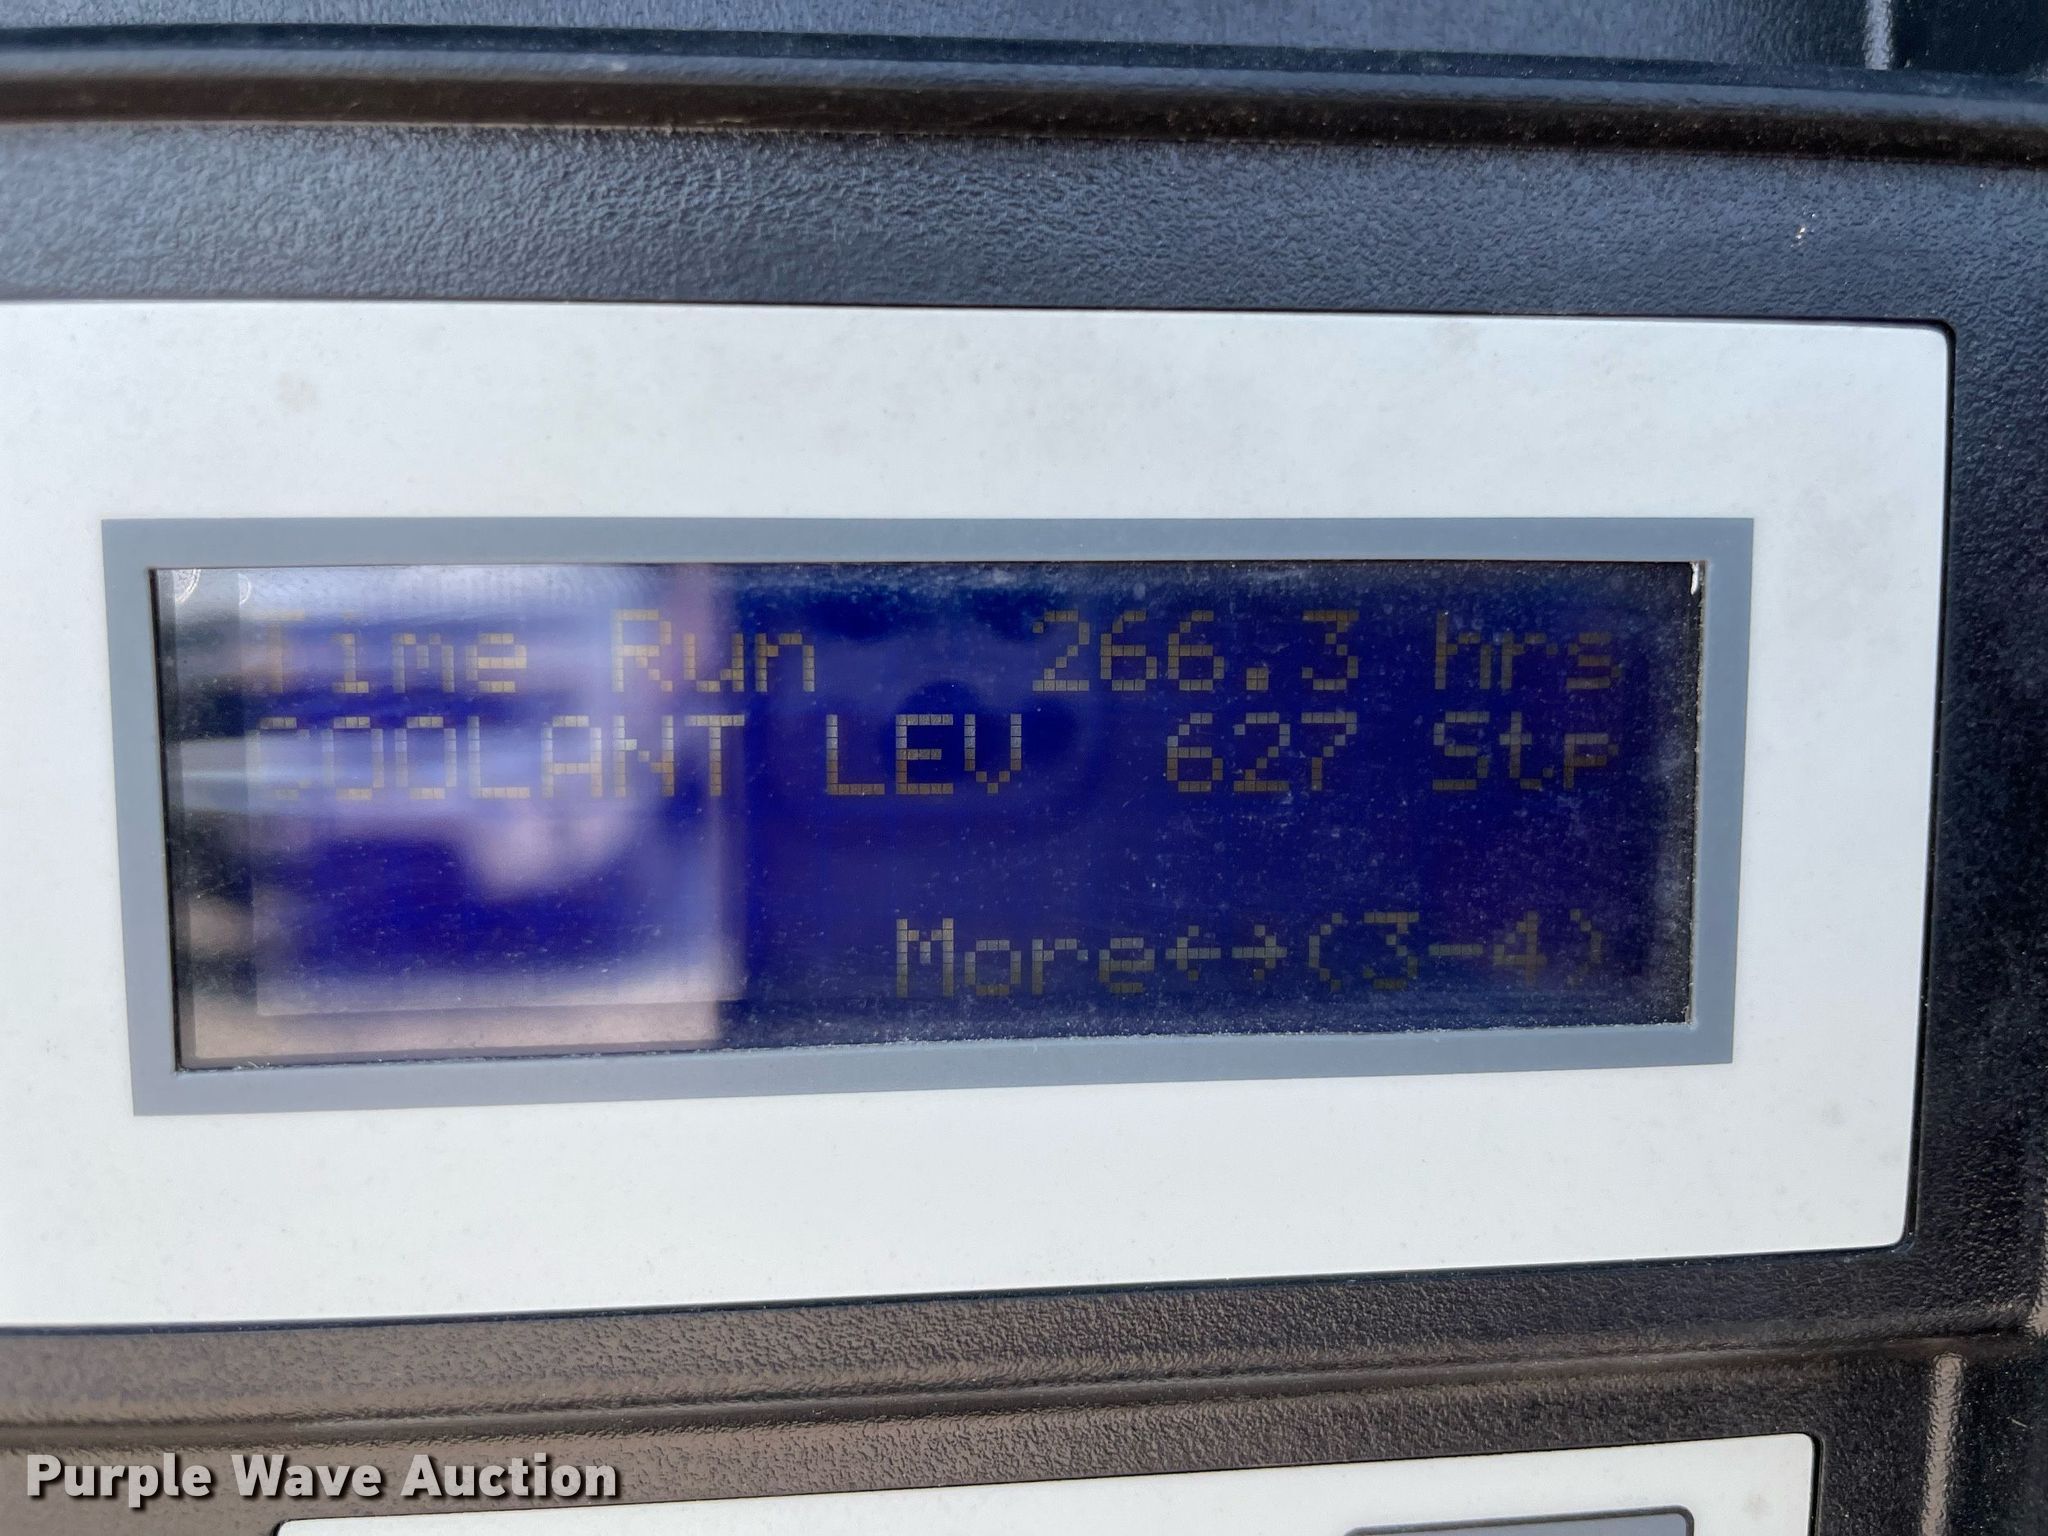 Time Run 266.3 hrs
COOLANT LEV 627 Stp
More←→(3-4)
Purple Wave Auction